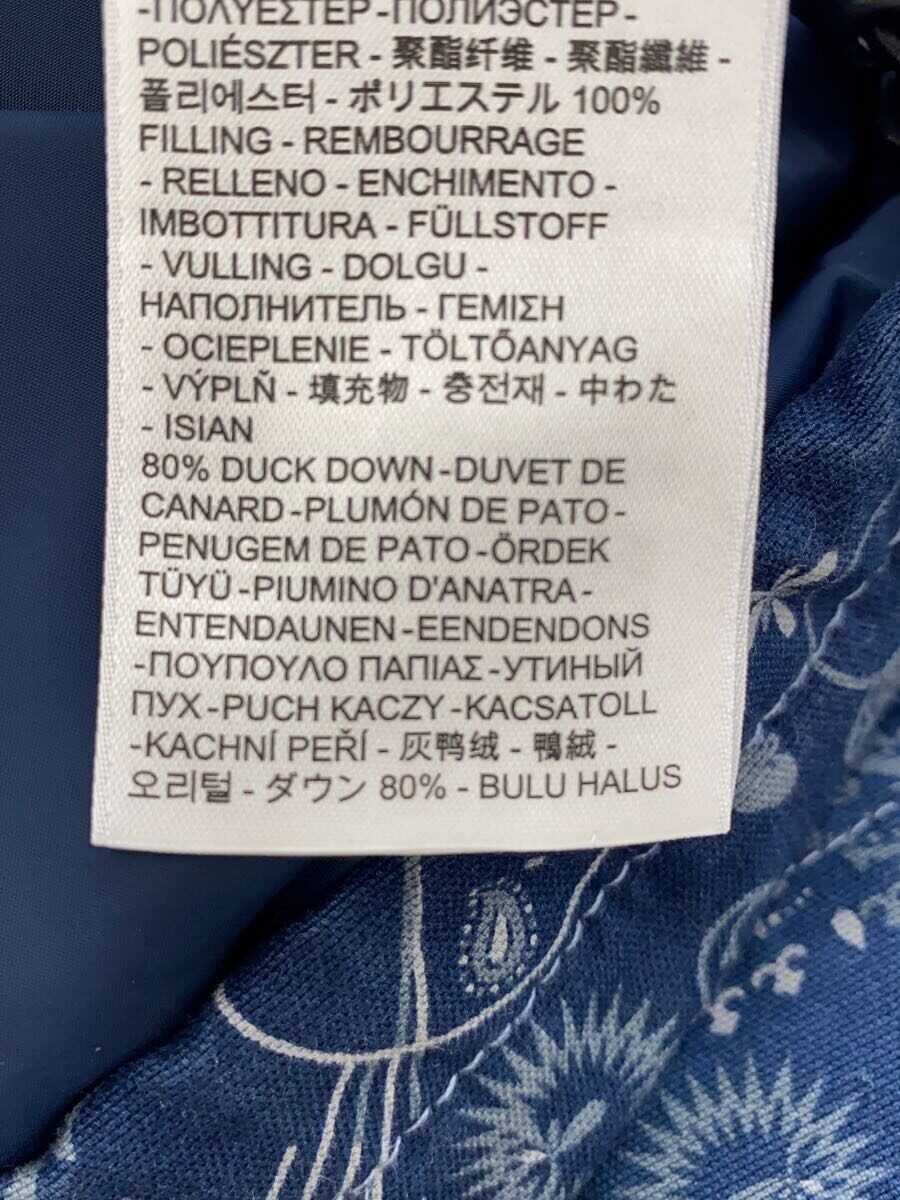 -ΠΟΛΥΕΣΤΕΡ-ПОЛИЭСТЕР-
POLIÉSZTER - 聚酯纤维 - 聚酯纖維 -
폴리에스터 - ポリエステル 100%
FILLING - REMBOURRAGE
- RELLENO - ENCHIMENTO -
IMBOTTITURA - FÜLLSTOFF
- VULLING - DOLGU -
НАПОЛНИТЕЛЬ - ΓΕΜΙΣΗ
- OCIEPLENIE - TÖLTŐANYAG
- VÝPLŇ - 填充物 - 충전재 - 中わた
- ISIAN
80% DUCK DOWN-DUVET DE
CANARD-PLUMÓN DE PATO-
PENUGEM DE PATO-ÖRDEK
TÜYÜ-PIUMINO D'ANATRA-
ENTENDAUNEN-EENDENDONS
-ΠΟΥΠΟΥΛΟ ΠΑΠΙΑΣ-УТИНЫЙ
ПУХ-PUCH KACZY-KACSATOLL
-KACHNÍ PEŘÍ - 灰鸭绒 - 鴨絨 -
오리털 - ダウン 80% - BULU HALUS